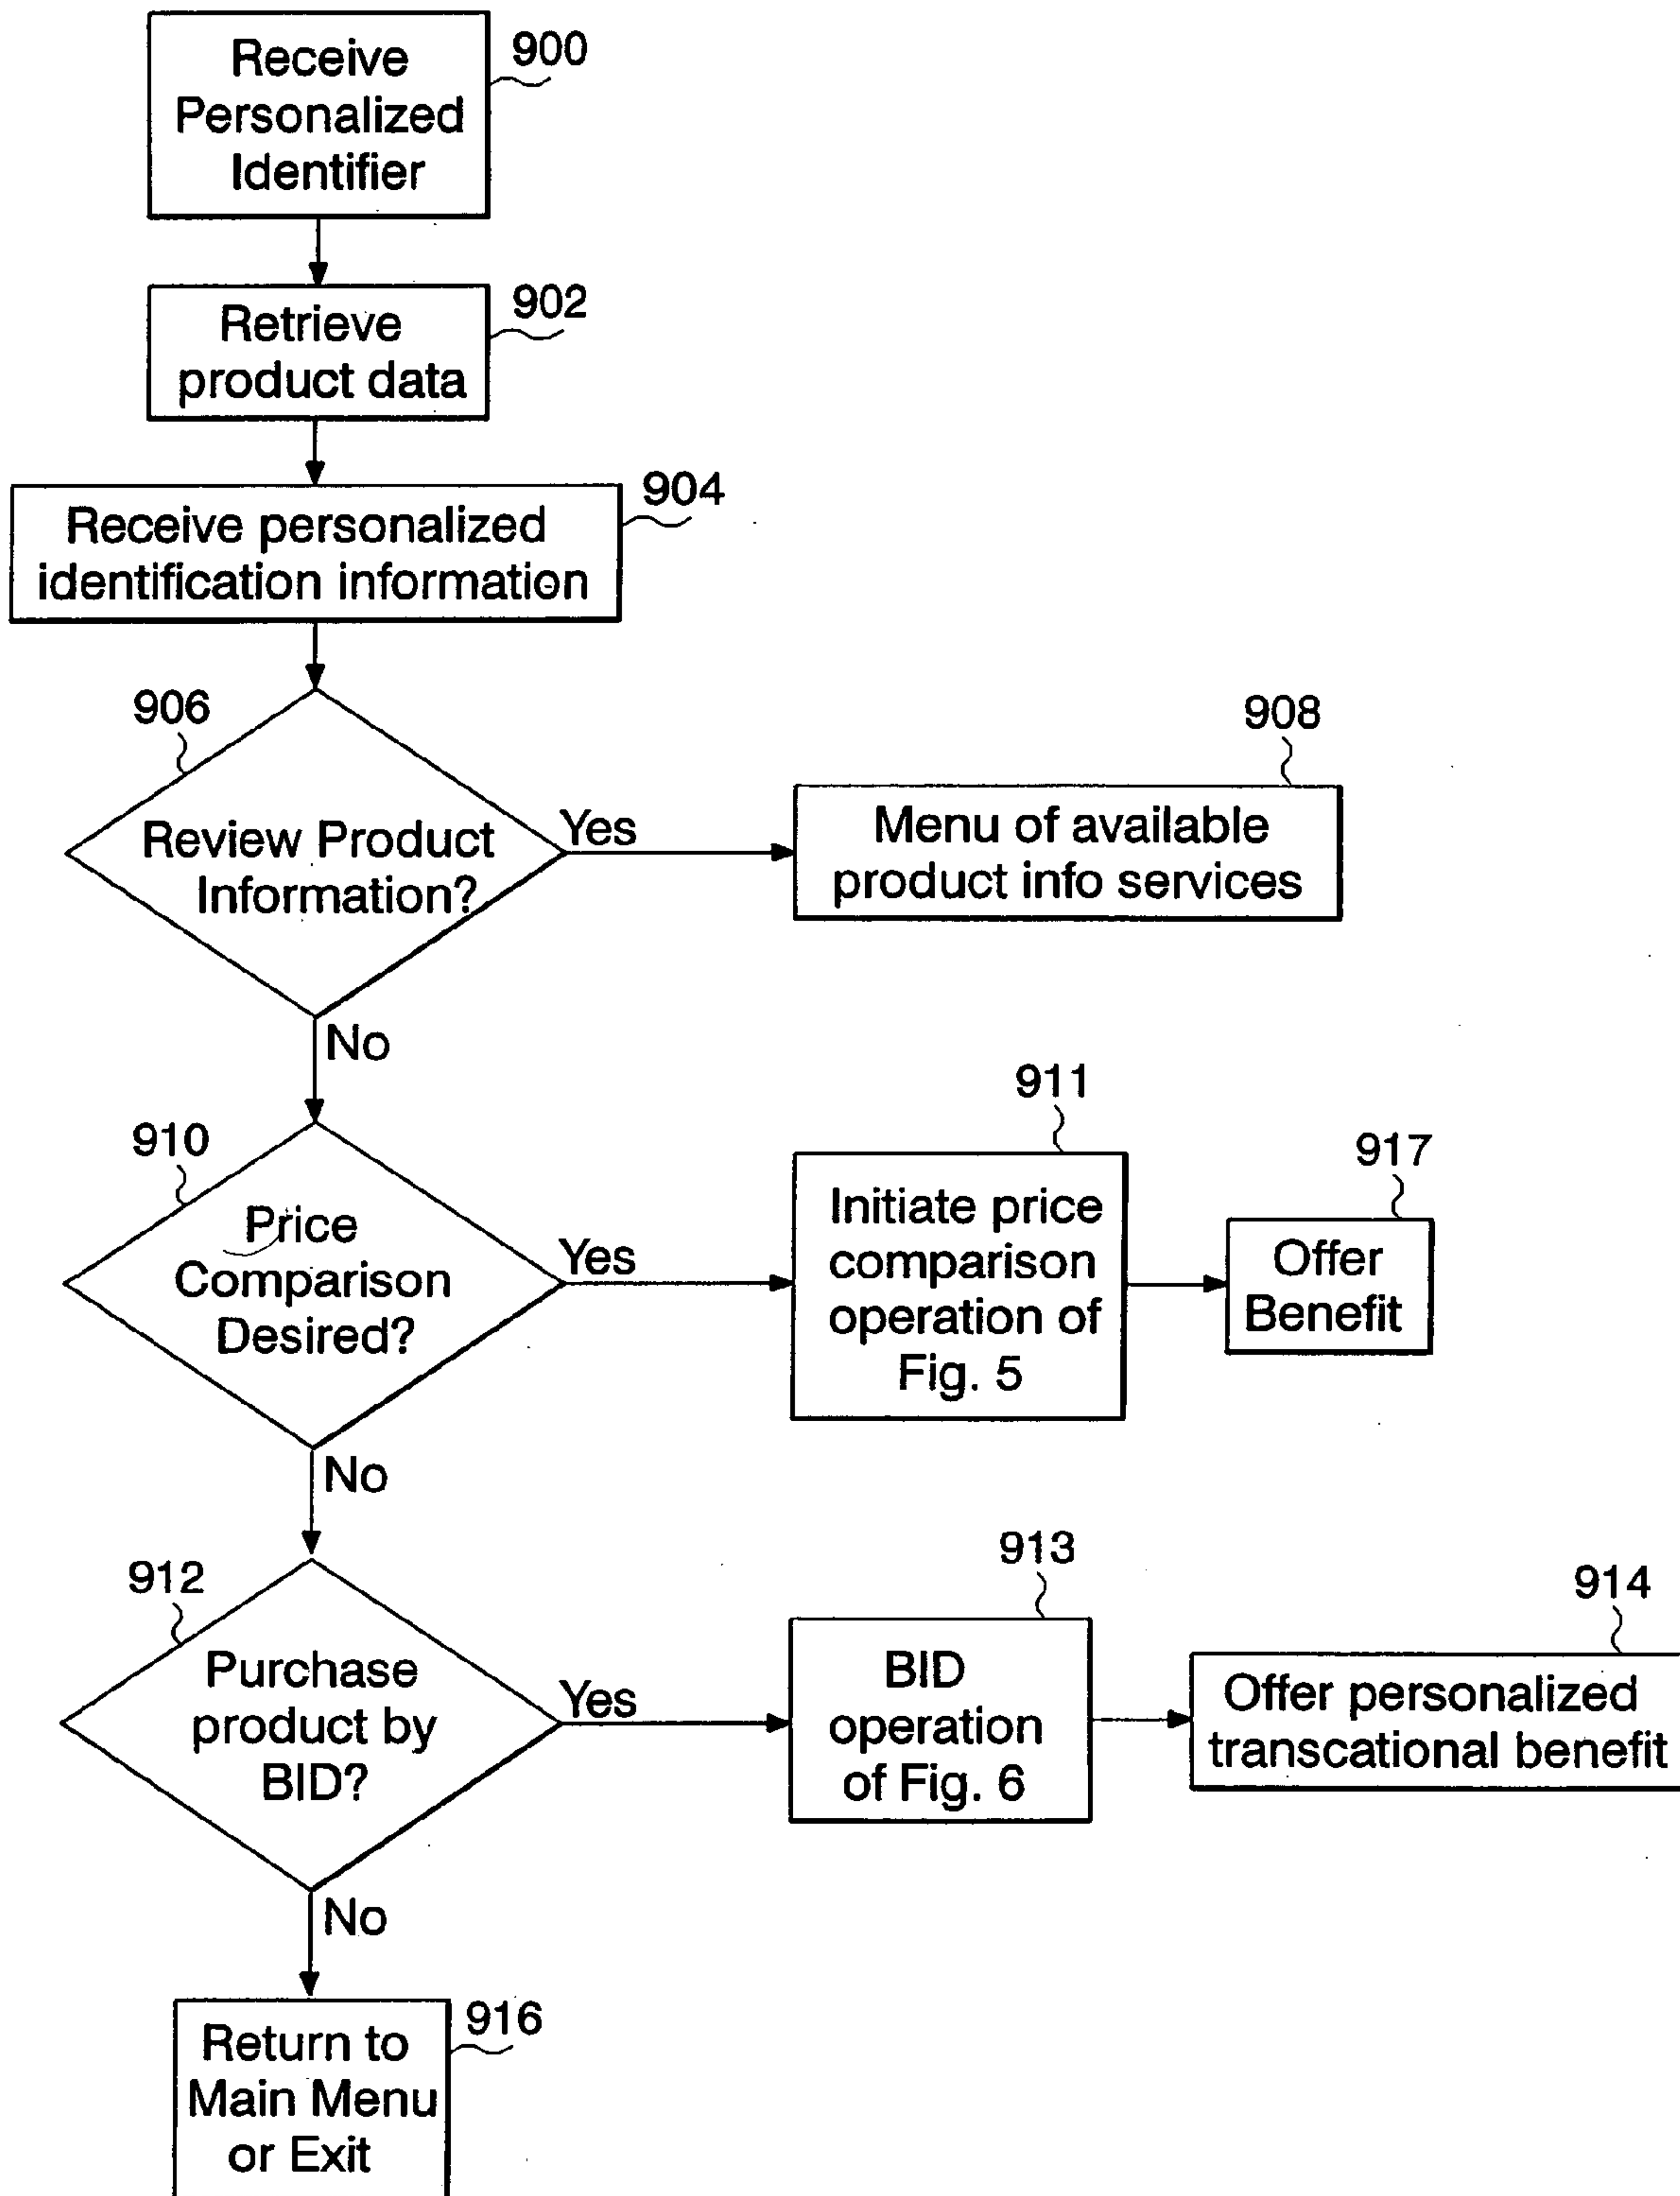 Receive
Personalized
Identifier
900
Retrieve
product data
902
Receive personalized
identification information
904
906
Review Product
Information?
Yes
908
Menu of available
product info services
No
910
Price
Comparison
Desired?
Yes
911
Initiate price
comparison
operation of
Fig. 5
917
Offer
Benefit
No
912
Purchase
product by
BID?
Yes
913
BID
operation
of Fig. 6
914
Offer personalized
transcational benefit
No
Return to
Main Menu
or Exit
916